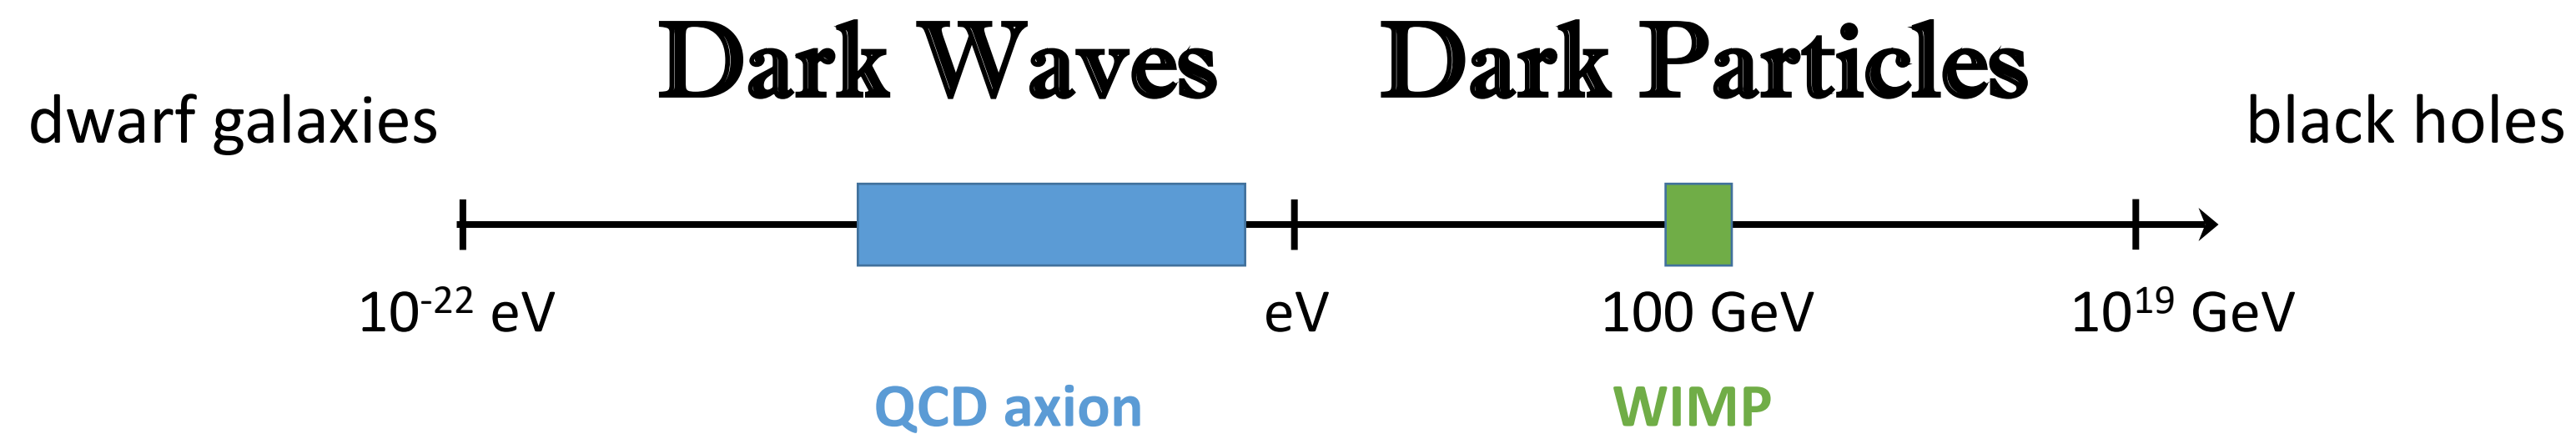 Dark Waves
Dark Particles
dwarf galaxies
black holes
10⁻²² eV
eV
100 GeV
10¹⁹ GeV
QCD axion
WIMP